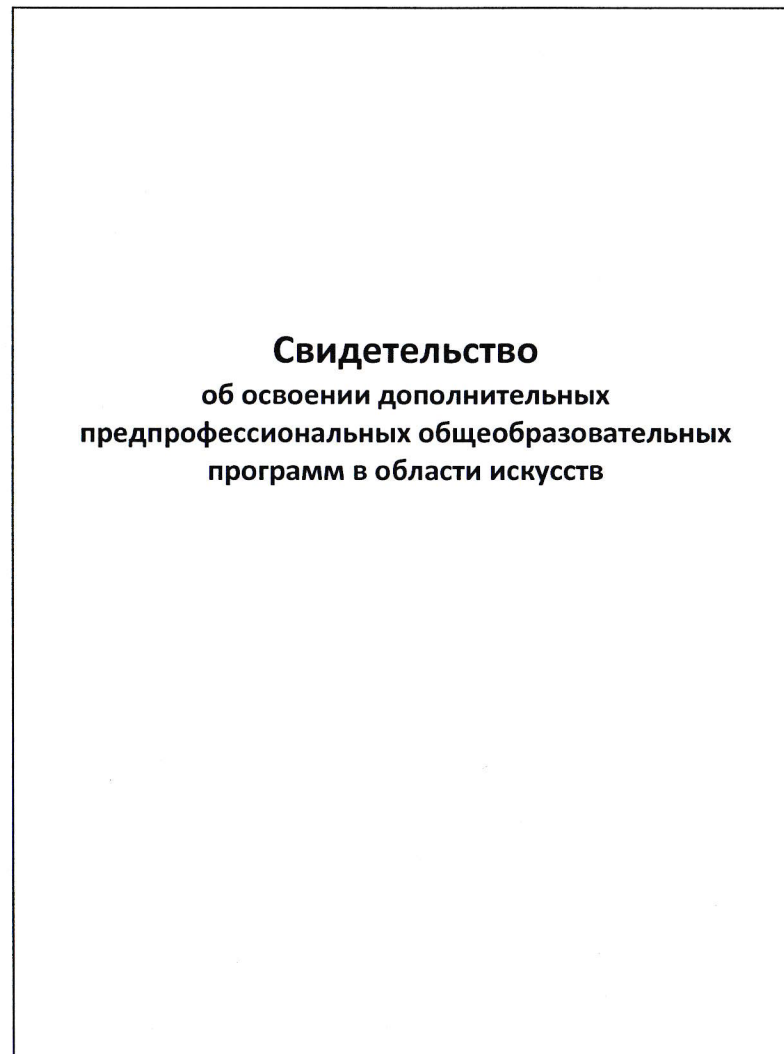 Свидетельство
об освоении дополнительных
предпрофессиональных общеобразовательных
программ в области искусств